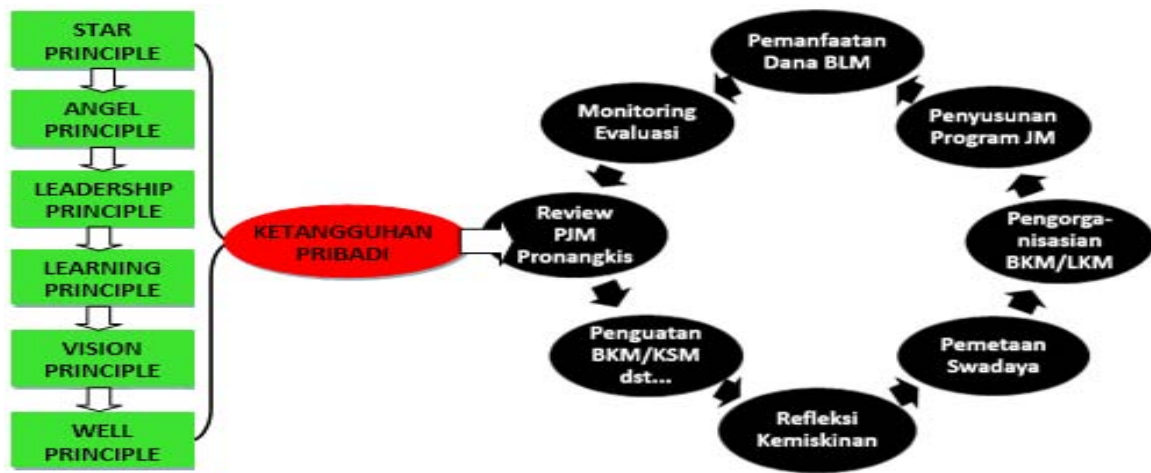 STAR
PRINCIPLE
ANGEL
PRINCIPLE
LEADERSHIP
PRINCIPLE
LEARNING
PRINCIPLE
VISION
PRINCIPLE
WELL
PRINCIPLE
KETANGGUHAN
PRIBADI
Pemanfaatan
Dana BLM
Monitoring
Evaluasi
Review
PJM
Pronangkis
Penguatan
BKM/KSM
dst...
Refleksi
Kemiskinan
Pemetaan
Swadaya
Pengorga-
nisasian
BKM/LKM
Penyusunan
Program JM